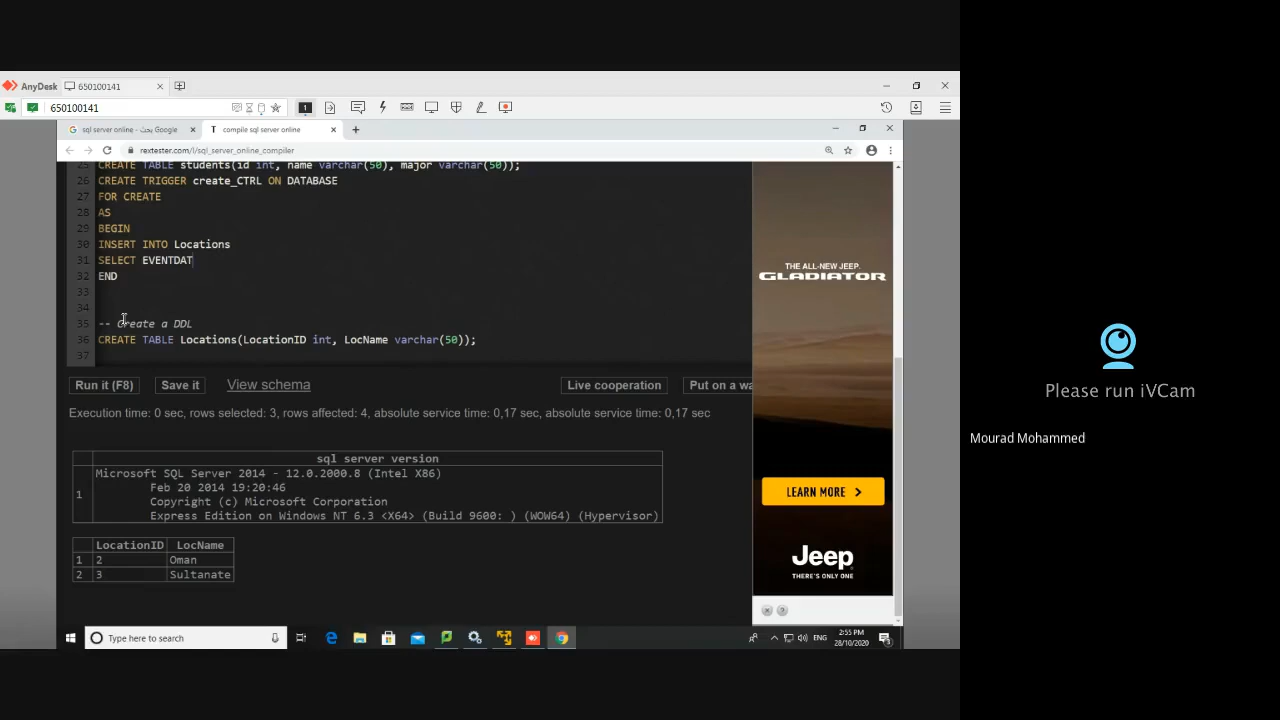 AnyDesk
650100141
650100141
1
sql server online - بحث Google
compile sql server online
rextester.com/l/sql_server_online_compiler
25 CREATE TABLE students(id int, name varchar(50), major varchar(50));
26 CREATE TRIGGER create_CTRL ON DATABASE
27 FOR CREATE
28 AS
29 BEGIN
30 INSERT INTO Locations
31 SELECT EVENTDAT
32 END
33
34
35 -- Create a DDL
36 CREATE TABLE Locations(LocationID int, LocName varchar(50));
37
Run it (F8)
Save it
View schema
Live cooperation
Put on a wa
Execution time: 0 sec, rows selected: 3, rows affected: 4, absolute service time: 0,17 sec, absolute service time: 0,17 sec
sql server version
1
Microsoft SQL Server 2014 - 12.0.2000.8 (Intel X86)
Feb 20 2014 19:20:46
Copyright (c) Microsoft Corporation
Express Edition on Windows NT 6.3 <X64> (Build 9600: ) (WOW64) (Hypervisor)
LocationID LocName
1 2 Oman
2 3 Sultanate
THE ALL-NEW JEEP.
GLADIATOR
LEARN MORE
Jeep
THERE'S ONLY ONE
Type here to search
ENG
2:55 PM
28/10/2020
Please run iVCam
Mourad Mohammed